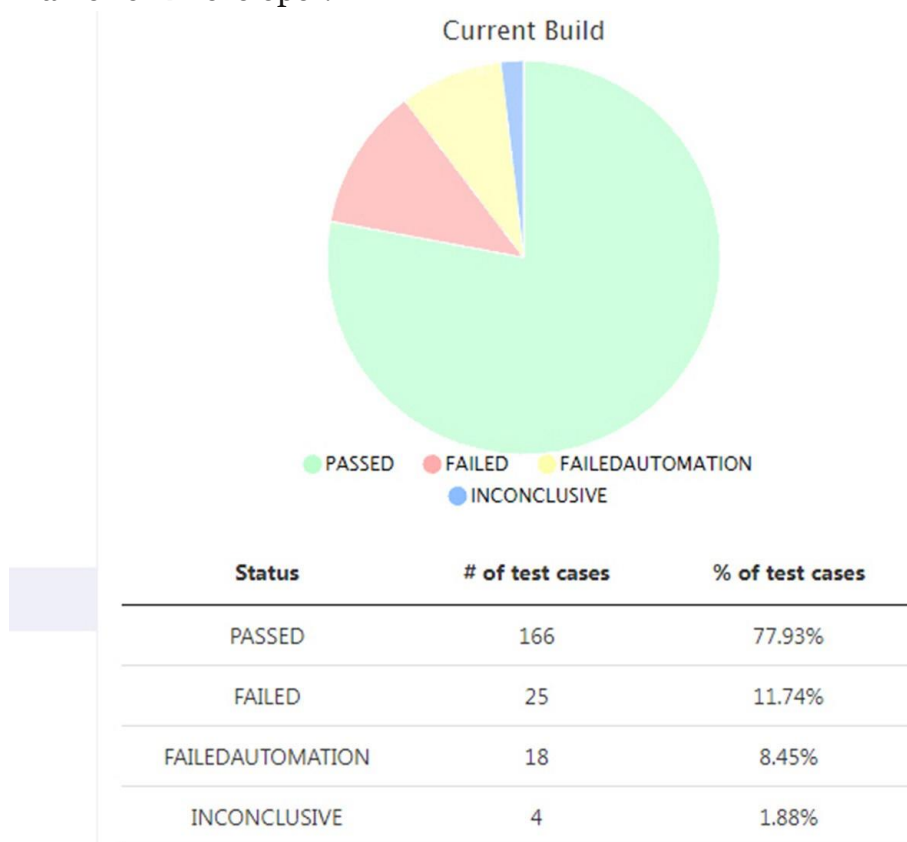 Current Build
PASSED FAILED FAILEDAUTOMATION
INCONCLUSIVE
Status # of test cases % of test cases
PASSED 166 77.93%
FAILED 25 11.74%
FAILEDAUTOMATION 18 8.45%
INCONCLUSIVE 4 1.88%